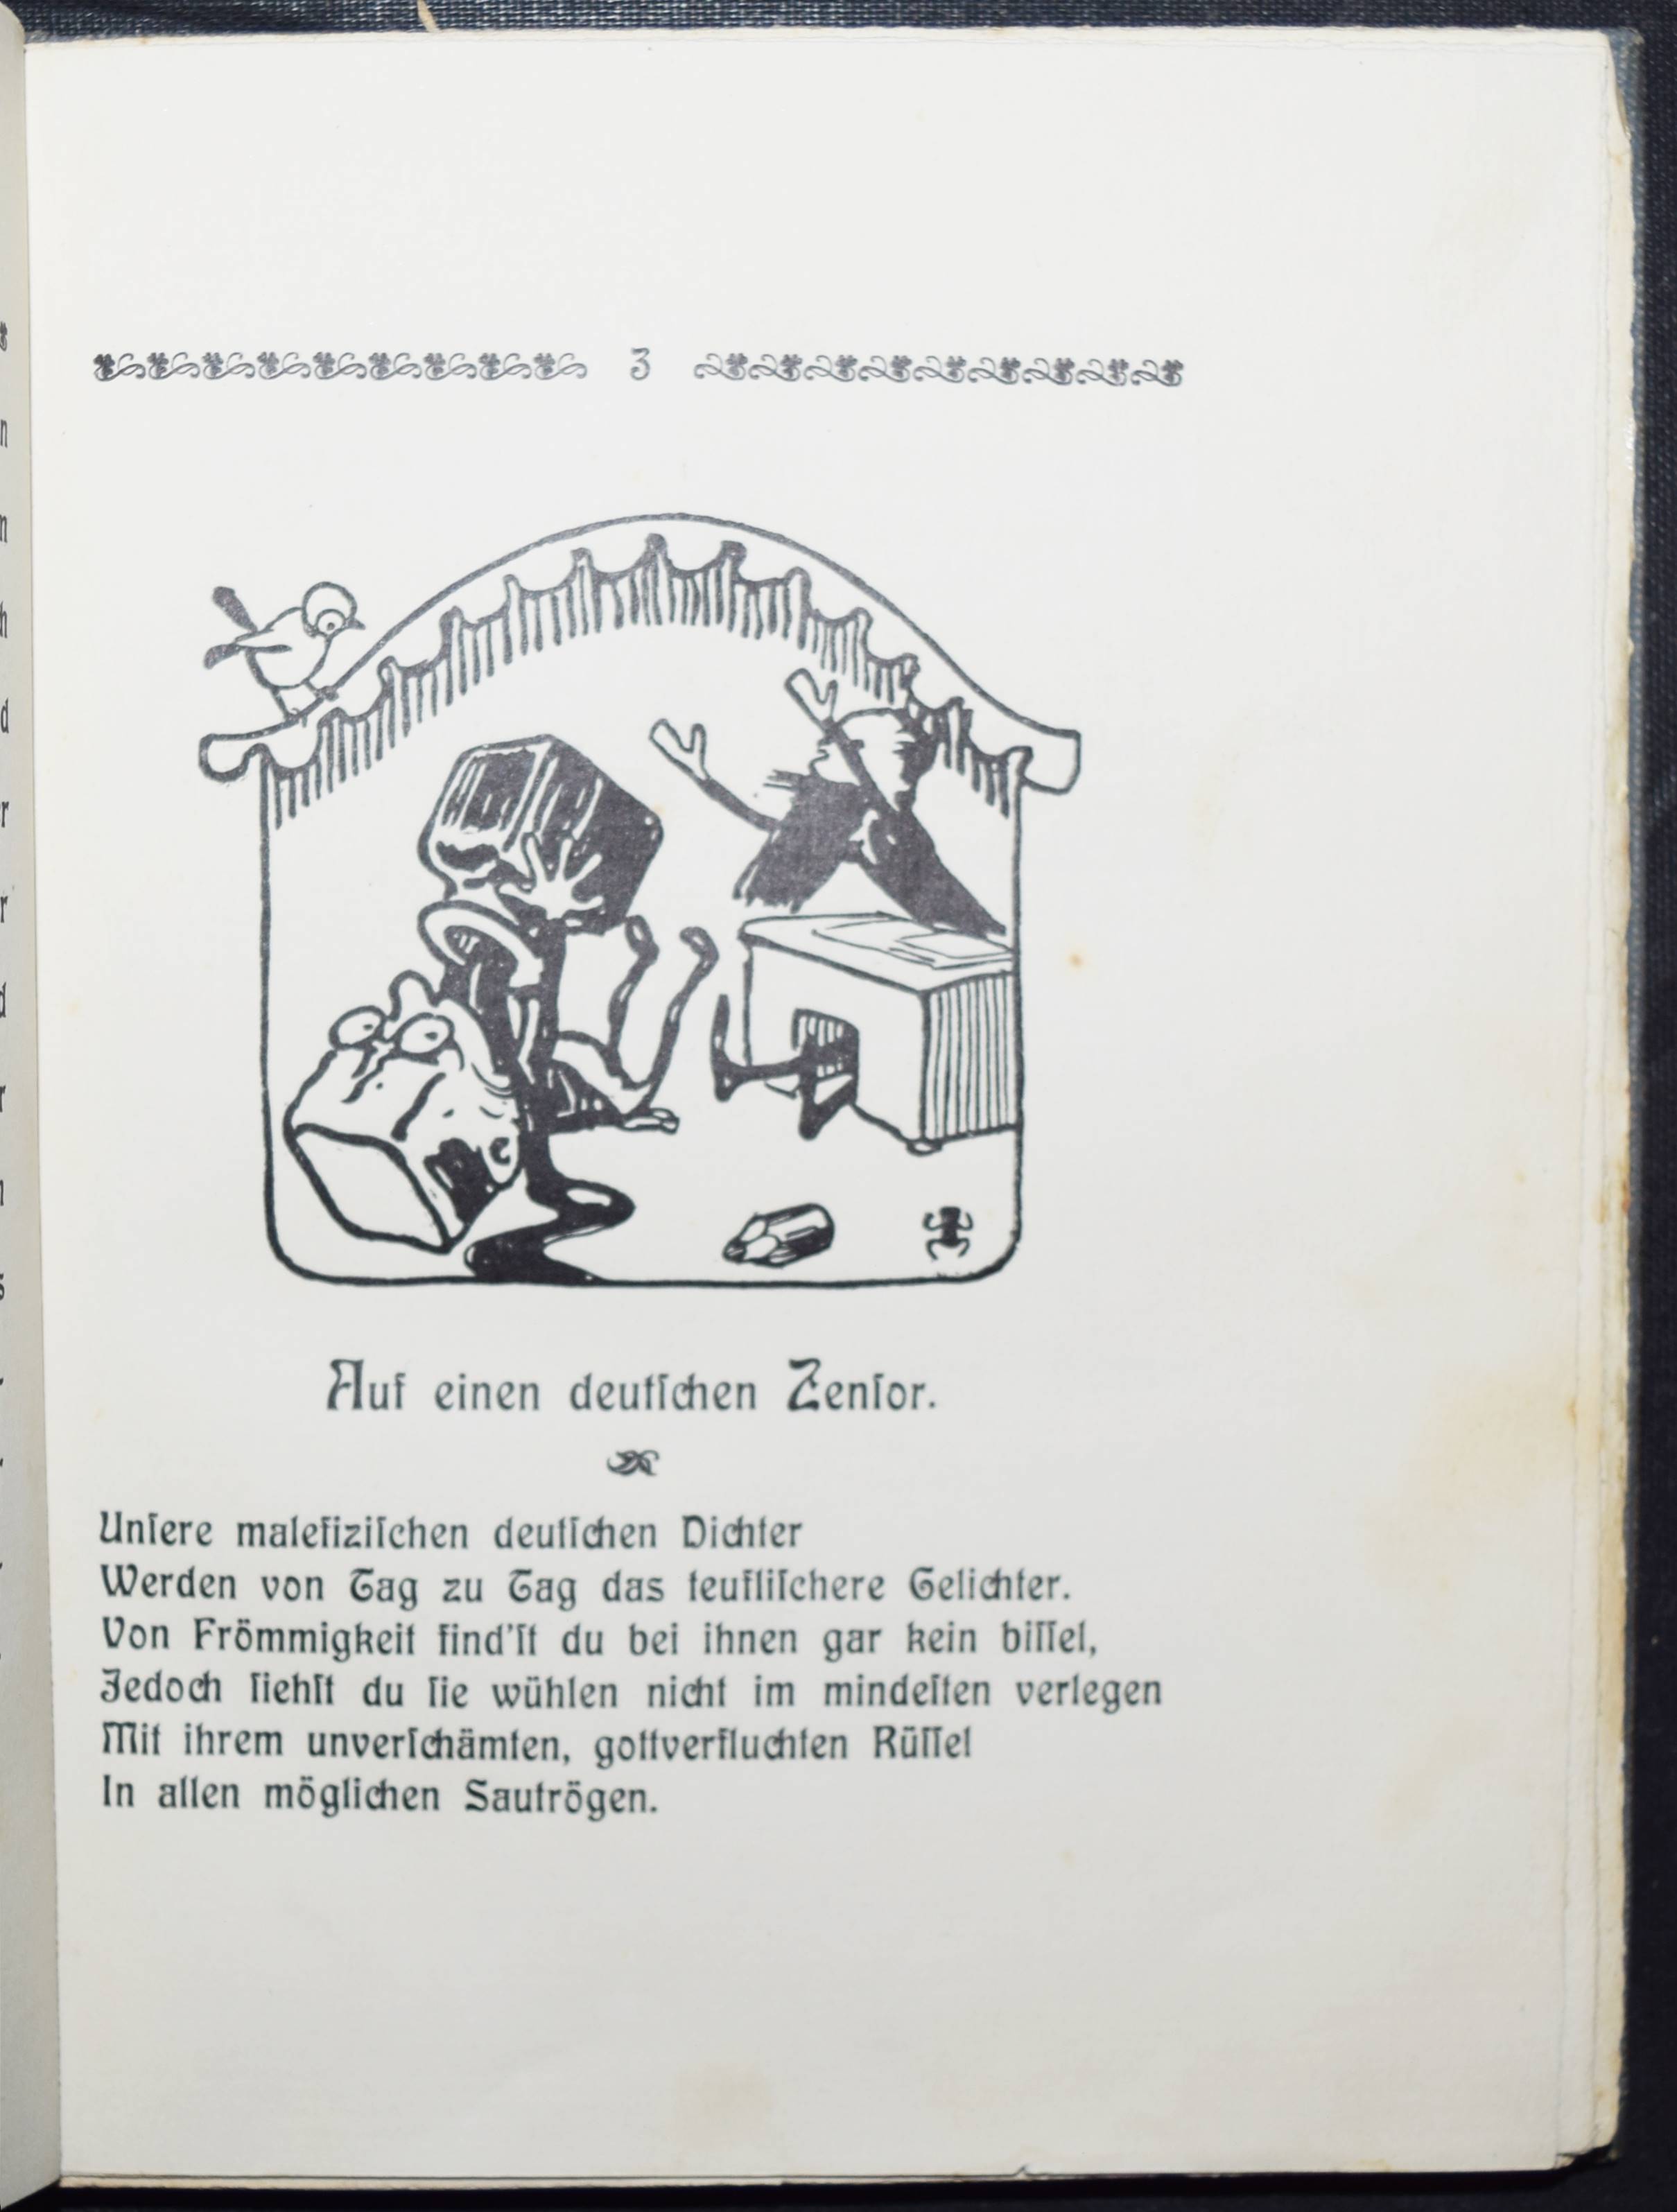 3
Auf einen deutſchen Zenſor.
Unſere malefiziſchen deutſchen Dichter
Werden von Tag zu Tag das teufliſchere Gelichter.
Von Frömmigkeit find'ſt du bei ihnen gar kein biſſel,
Jedoch ſiehſt du ſie wühlen nicht im mindeſten verlegen
Mit ihrem unverſchämten, gottverfluchten Rüſſel
In allen möglichen Sautrögen.